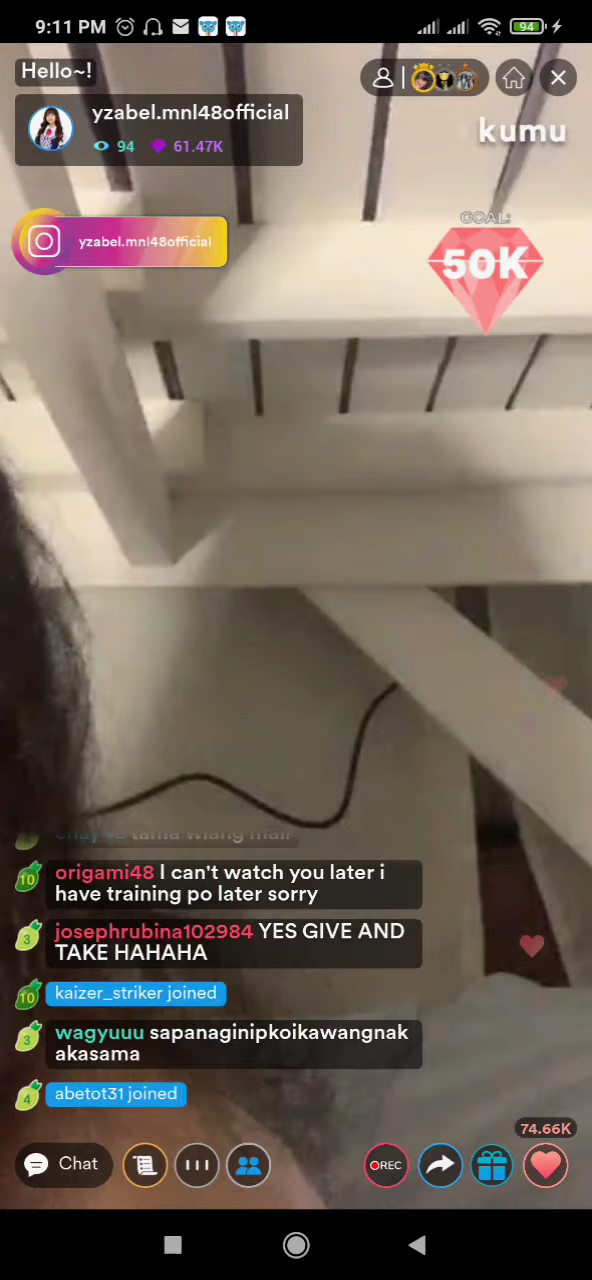 9:11 PM
94
Hello~!
yzabel.mnl48official
94 61.47K
kumu
yzabel.mnl48official
GOAL:
50K
origami48 I can't watch you later i
have training po later sorry
josephrubina102984 YES GIVE AND
TAKE HAHAHA
kaizer_striker joined
wagyuuu sapanaginipkoikawangnak
akasama
abetot31 joined
74.66K
Chat
REC
10
3
10
3
4